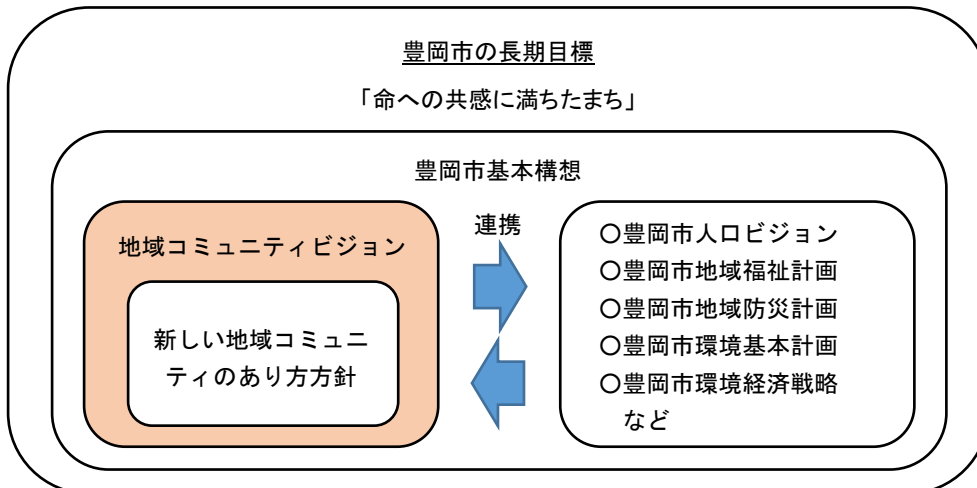 豊岡市の長期目標
「命への共感に満ちたまち」
豊岡市基本構想
地域コミュニティビジョン
新しい地域コミュニ
ティのあり方方針
連携
〇豊岡市人口ビジョン
〇豊岡市地域福祉計画
〇豊岡市地域防災計画
〇豊岡市環境基本計画
〇豊岡市環境経済戦略
など